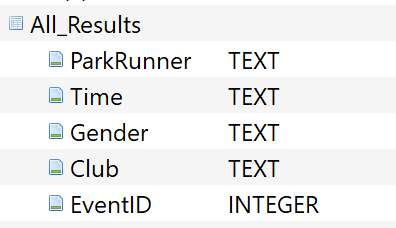 All_Results
ParkRunner TEXT
Time TEXT
Gender TEXT
Club TEXT
EventID INTEGER